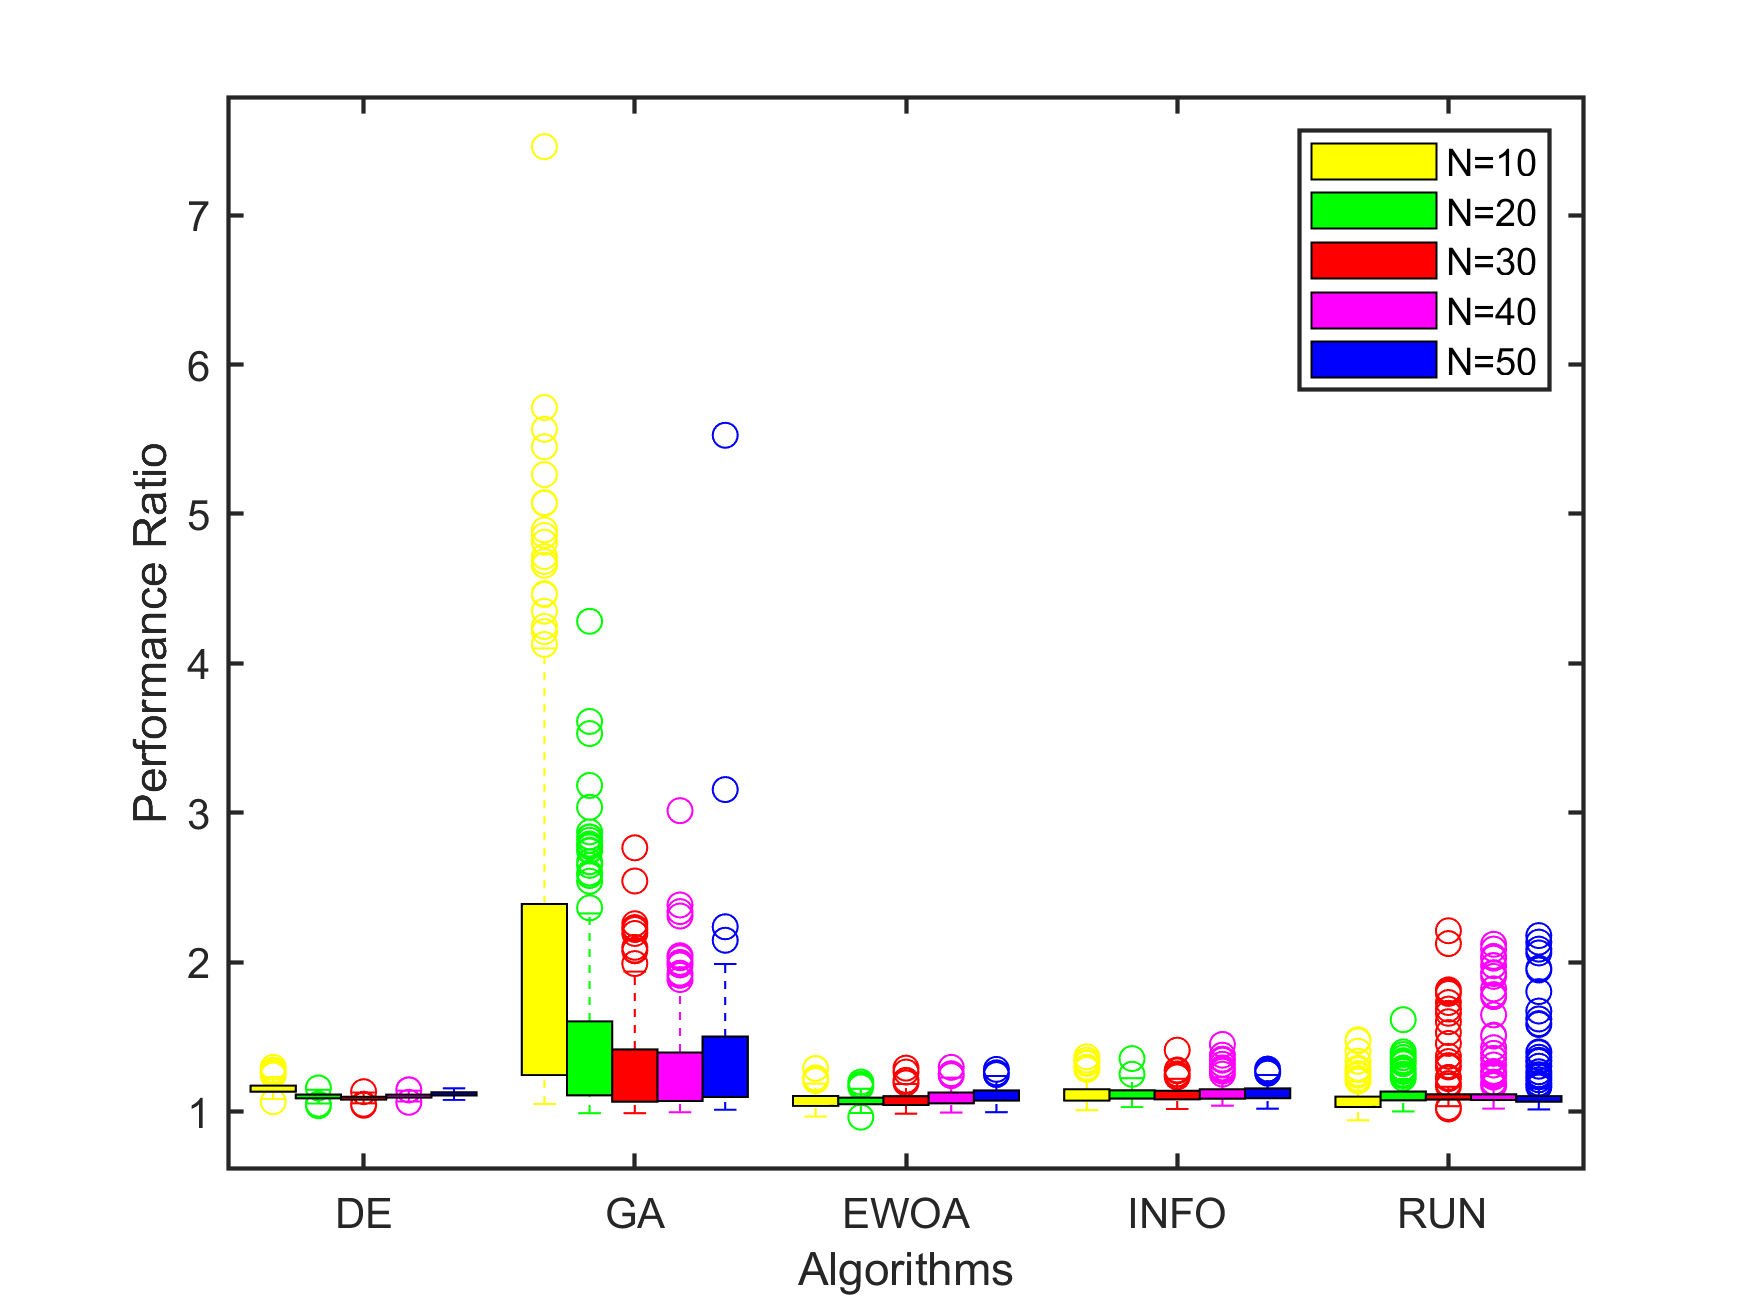 N=10
N=20
N=30
N=40
N=50
7
6
5
4
3
2
1
Performance Ratio
DE GA EWOA INFO RUN
Algorithms